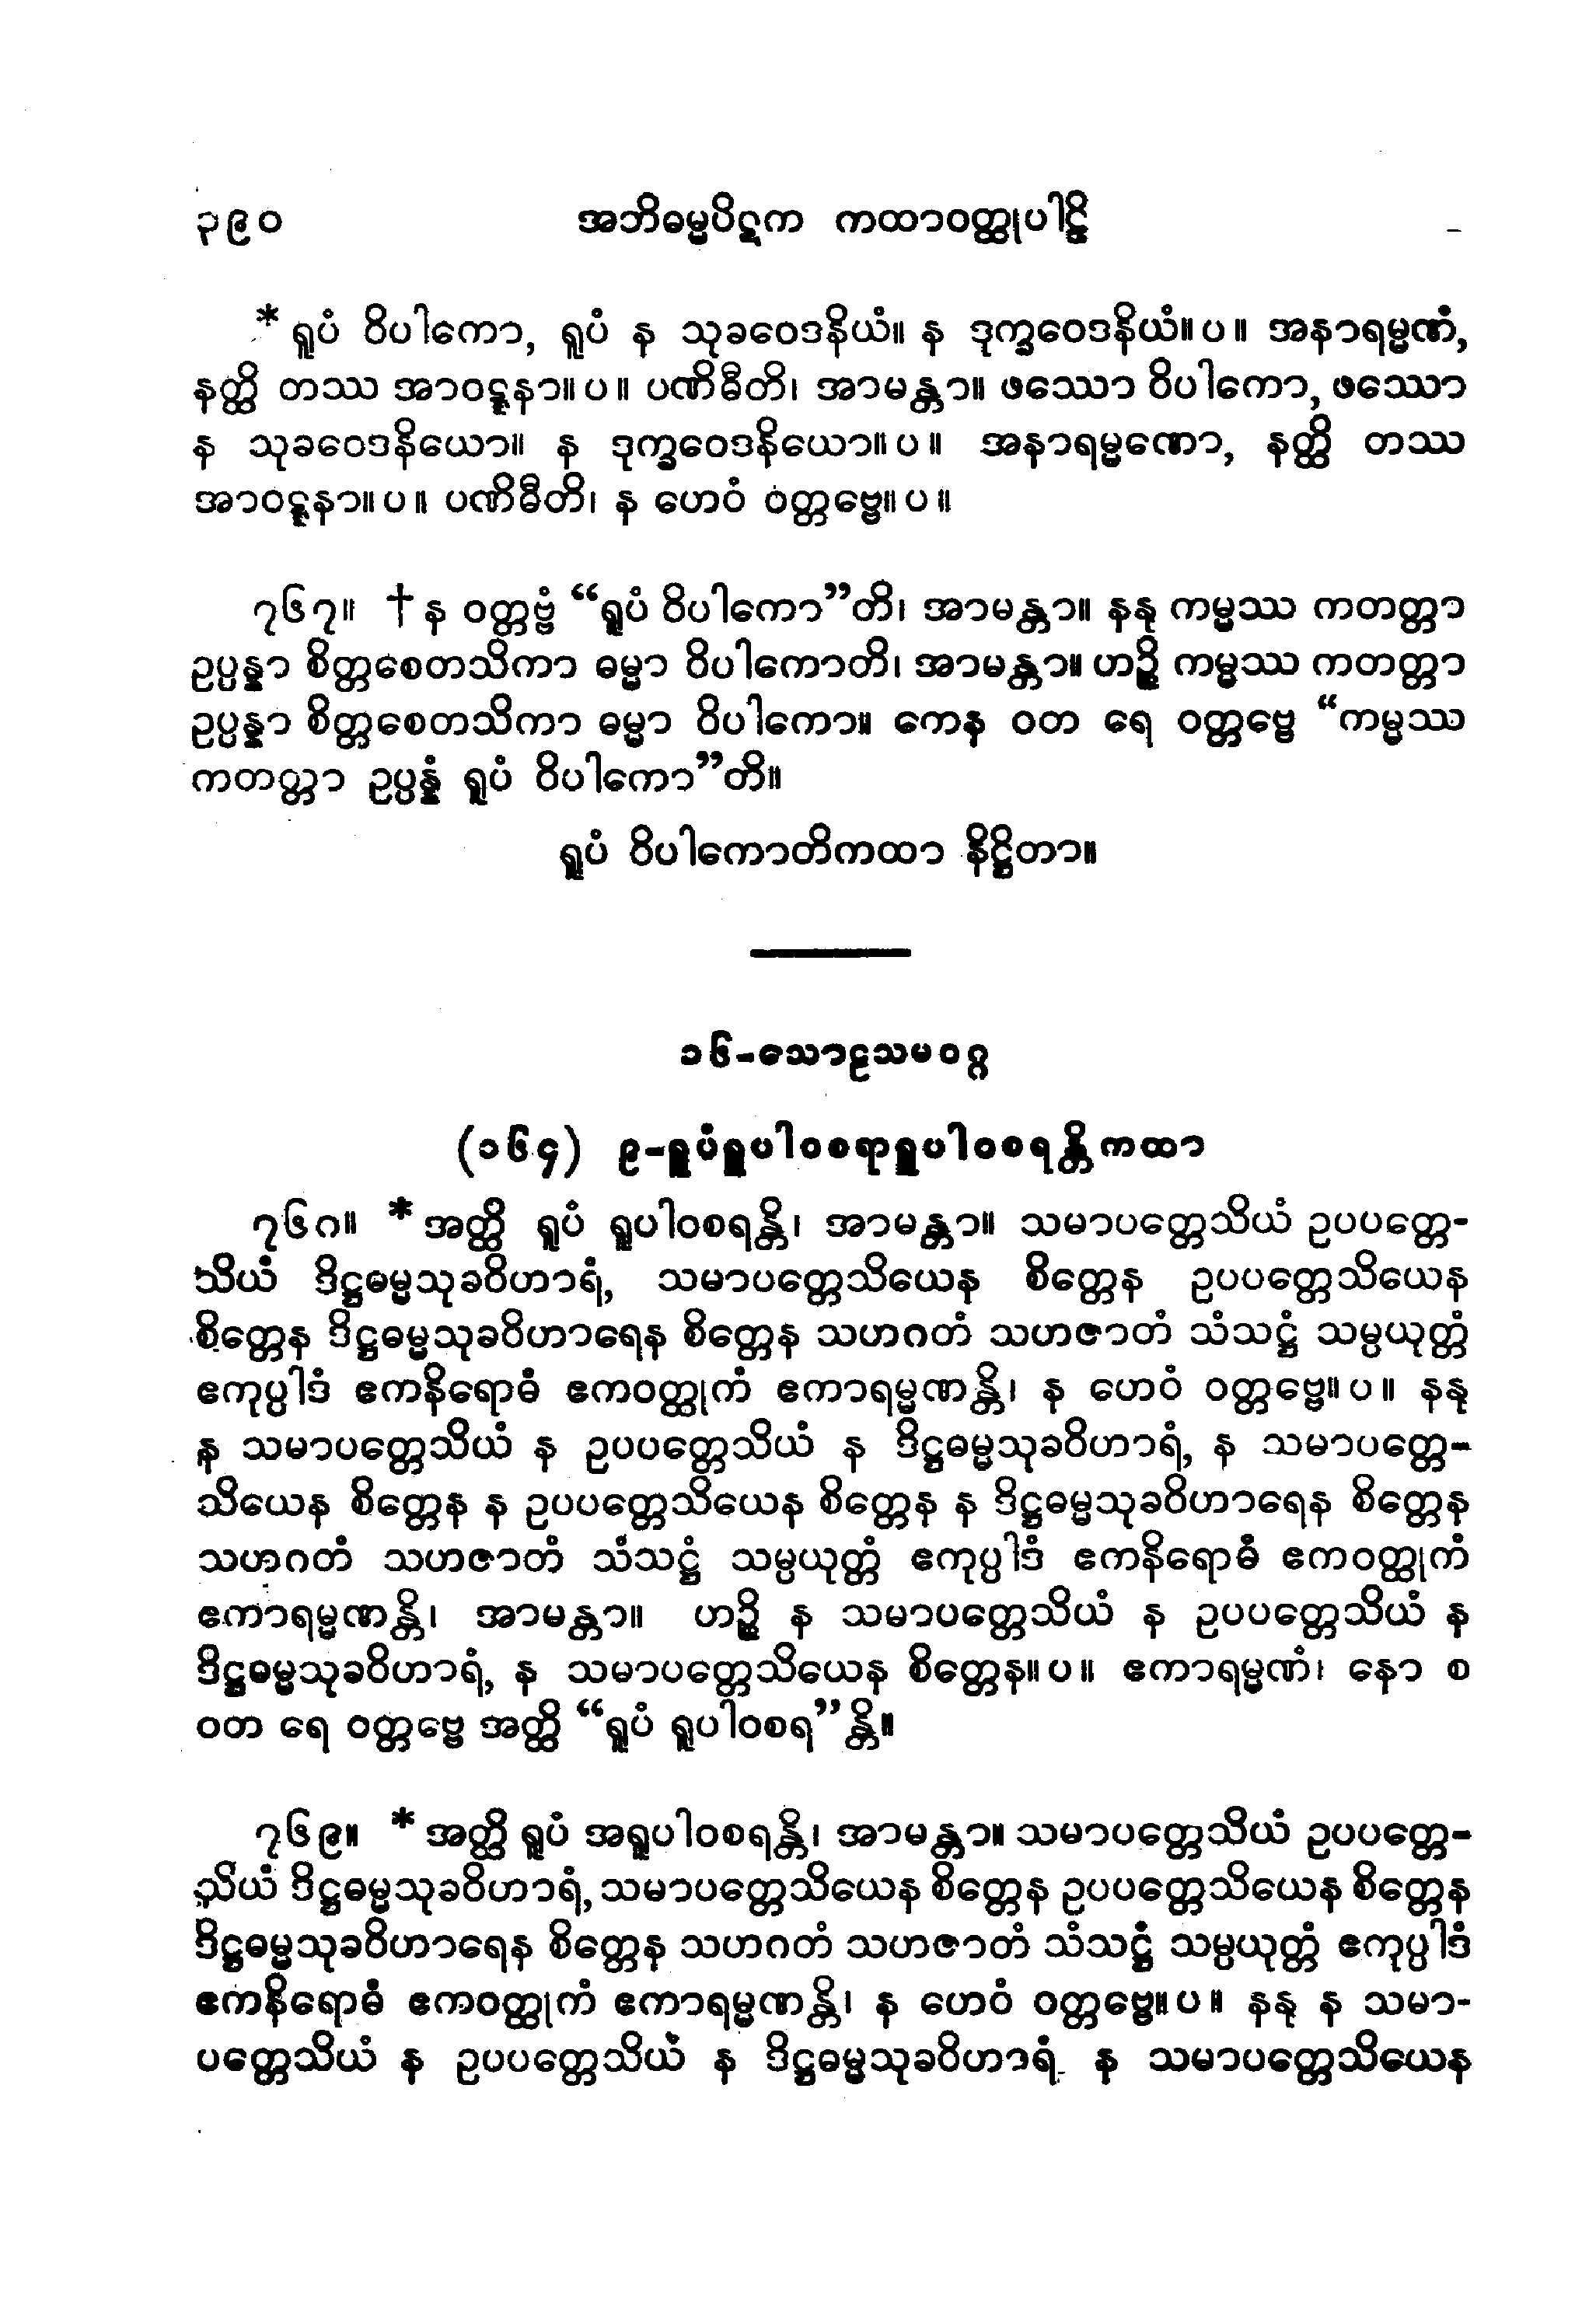 ၃၉၀ အဘိဓမ္မပိဋက ကထာဝတ္ထုပါဠိ
* ရူပံ ဝိပါကော, ရူပံ န သုခဝေဒနိယံ။ န ဒုက္ခဝေဒနိယံ။ပ။ အနာရမ္မဏံ,
နတ္ထိ တဿ အာဝဋ္ဋနာ။ပ။ ပဏိဓီတိ၊ အာမန္တာ။ ဖဿော ဝိပါကော, ဖဿော
န သုခဝေဒနိယော။ န ဒုက္ခဝေဒနိယော။ပ။ အနာရမ္မဏော, နတ္ထိ တဿ
အာဝဋ္ဋနာ။ပ။ ပဏိဓီတိ၊ န ဟေဝံ ဝတ္တဗ္ဗေ။ပ။
၇၆၇။ † န ဝတ္တဗ္ဗံ “ရူပံ ဝိပါကော”တိ၊ အာမန္တာ။ နနု ကမ္မဿ ကတတ္တာ
ဥပ္ပန္နာ စိတ္တစေတသိကာ ဓမ္မာ ဝိပါကောတိ၊ အာမန္တာ။ ဟဉ္စိ ကမ္မဿ ကတတ္တာ
ဥပ္ပန္နာ စိတ္တစေတသိကာ ဓမ္မာ ဝိပါကော။ ကေန ဝတ ရေ ဝတ္တဗ္ဗေ “ကမ္မဿ
ကတတ္တာ ဥပ္ပန္နံ ရူပံ ဝိပါကော”တိ။
ရူပံ ဝိပါကောတိကထာ နိဋ္ဌိတာ။
၁၆-သောဠသမဝဂ္ဂ
(၁၆၄) ၉-ရူပံရူပါဝစရာရူပါဝစရန္တိကထာ
၇၆၈။ * အတ္ထိ ရူပံ ရူပါဝစရန္တိ၊ အာမန္တာ။ သမာပတ္တေသိယံ ဥပပတ္တေ-
သိယံ ဒိဋ္ဌဓမ္မသုခဝိဟာရံ, သမာပတ္တေသိယေန စိတ္တေန ဥပပတ္တေသိယေန
စိတ္တေန ဒိဋ္ဌဓမ္မသုခဝိဟာရေန စိတ္တေန သဟဂတံ သဟဇာတံ သံသဋ္ဌံ သမ္ပယုတ္တံ
ဧကုပ္ပါဒံ ဧကနိရောဓံ ဧကဝတ္ထုကံ ဧကာရမ္မဏန္တိ၊ န ဟေဝံ ဝတ္တဗ္ဗေ။ပ။ နနု
န သမာပတ္တေသိယံ န ဥပပတ္တေသိယံ န ဒိဋ္ဌဓမ္မသုခဝိဟာရံ, န သမာပတ္တေ-
သိယေန စိတ္တေန န ဥပပတ္တေသိယေန စိတ္တေန န ဒိဋ္ဌဓမ္မသုခဝိဟာရေန စိတ္တေန
သဟဂတံ သဟဇာတံ သံသဋ္ဌံ သမ္ပယုတ္တံ ဧကုပ္ပါဒံ ဧကနိရောဓံ ဧကဝတ္ထုကံ
ဧကာရမ္မဏန္တိ၊ အာမန္တာ။ ဟဉ္စိ န သမာပတ္တေသိယံ န ဥပပတ္တေသိယံ န
ဒိဋ္ဌဓမ္မသုခဝိဟာရံ, န သမာပတ္တေသိယေန စိတ္တေန။ပ။ ဧကာရမ္မဏံ၊ နော စ
ဝတ ရေ ဝတ္တဗ္ဗေ အတ္ထိ “ရူပံ ရူပါဝစရ”န္တိ။
၇၆၉။ * အတ္ထိ ရူပံ အရူပါဝစရန္တိ၊ အာမန္တာ။ သမာပတ္တေသိယံ ဥပပတ္တေ-
သိယံ ဒိဋ္ဌဓမ္မသုခဝိဟာရံ, သမာပတ္တေသိယေန စိတ္တေန ဥပပတ္တေသိယေန စိတ္တေန
ဒိဋ္ဌဓမ္မသုခဝိဟာရေန စိတ္တေန သဟဂတံ သဟဇာတံ သံသဋ္ဌံ သမ္ပယုတ္တံ ဧကုပ္ပါဒံ
ဧကနိရောဓံ ဧကဝတ္ထုကံ ဧကာရမ္မဏန္တိ၊ န ဟေဝံ ဝတ္တဗ္ဗေ။ပ။ နနု န သမာ-
ပတ္တေသိယံ န ဥပပတ္တေသိယံ န ဒိဋ္ဌဓမ္မသုခဝိဟာရံ, န သမာပတ္တေသိယေန